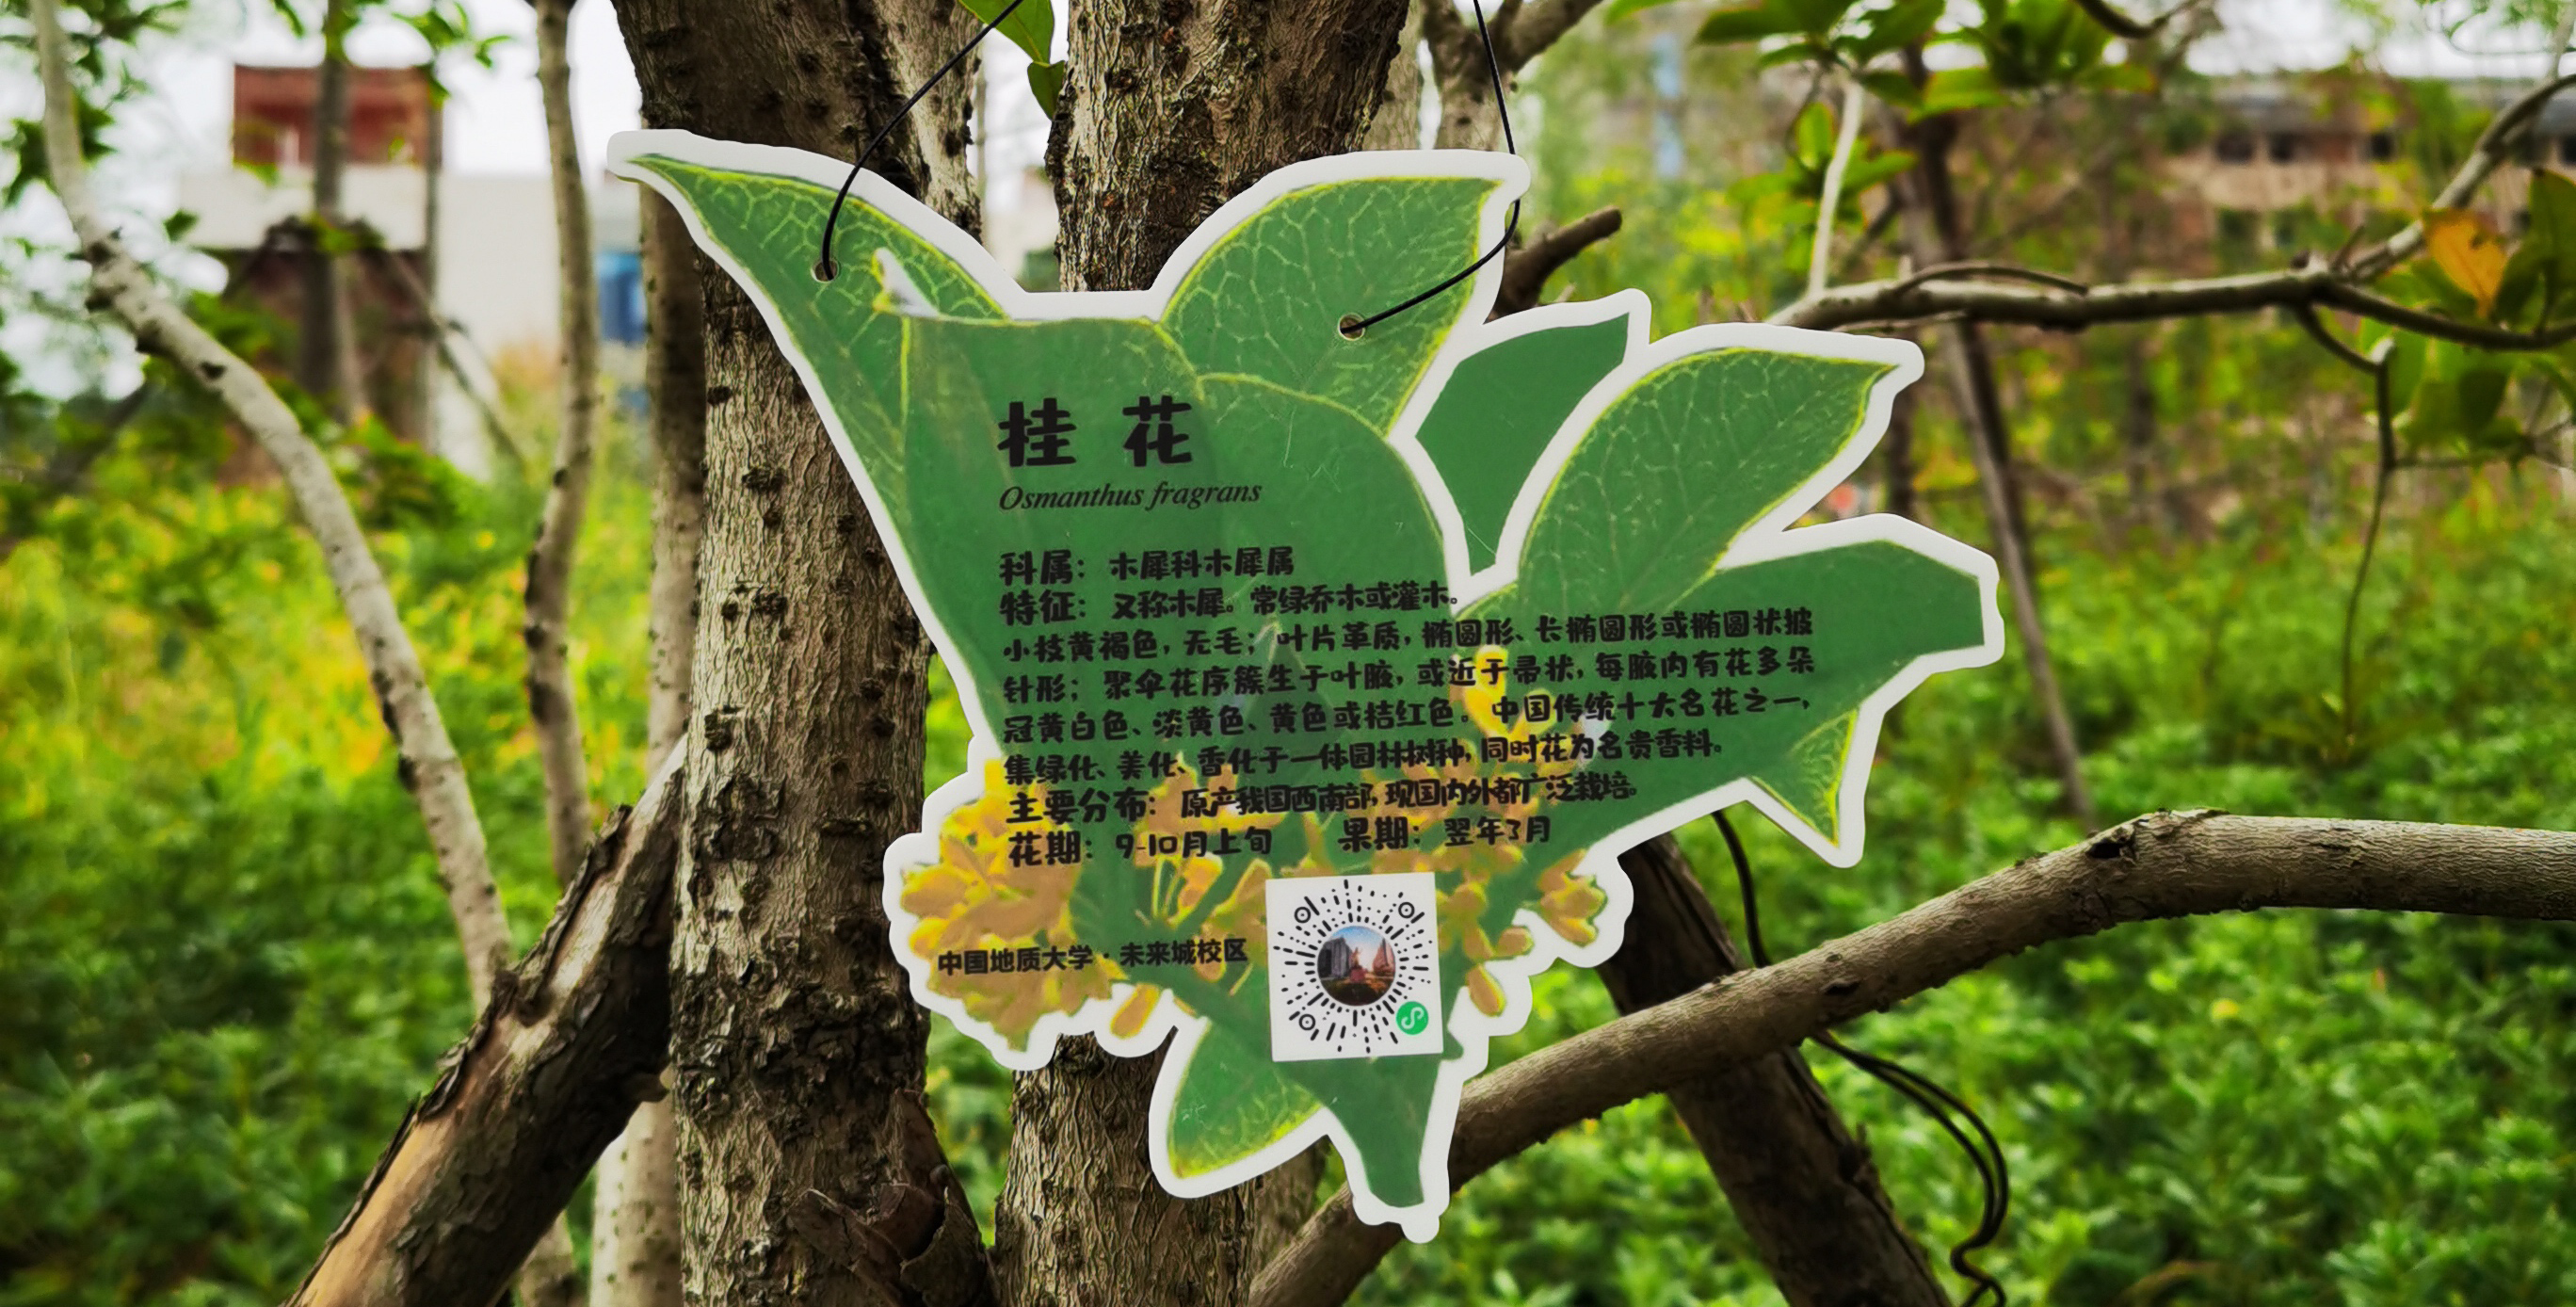 桂花
Osmanthus fragrans
科属：木犀科木犀属
特征：又称木犀。常绿乔木或灌木。
小枝黄褐色，无毛；叶片革质，椭圆形、长椭圆形或椭圆状披
针形；聚伞花序簇生于叶腋，或近于帚状，每腋内有花多朵
冠黄白色、淡黄色、黄色或桔红色。中国传统十大名花之一，
集绿化、美化、香化于一体园林树种，同时花为名贵香料。
主要分布：原产我国西南部，现国内外都广泛栽培。
花期：9-10月上旬 果期：翌年3月
中国地质大学·未来城校区